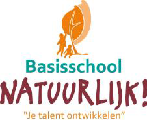 Basisschool
NATUURLIJK!
"Je talent ontwikkelen"